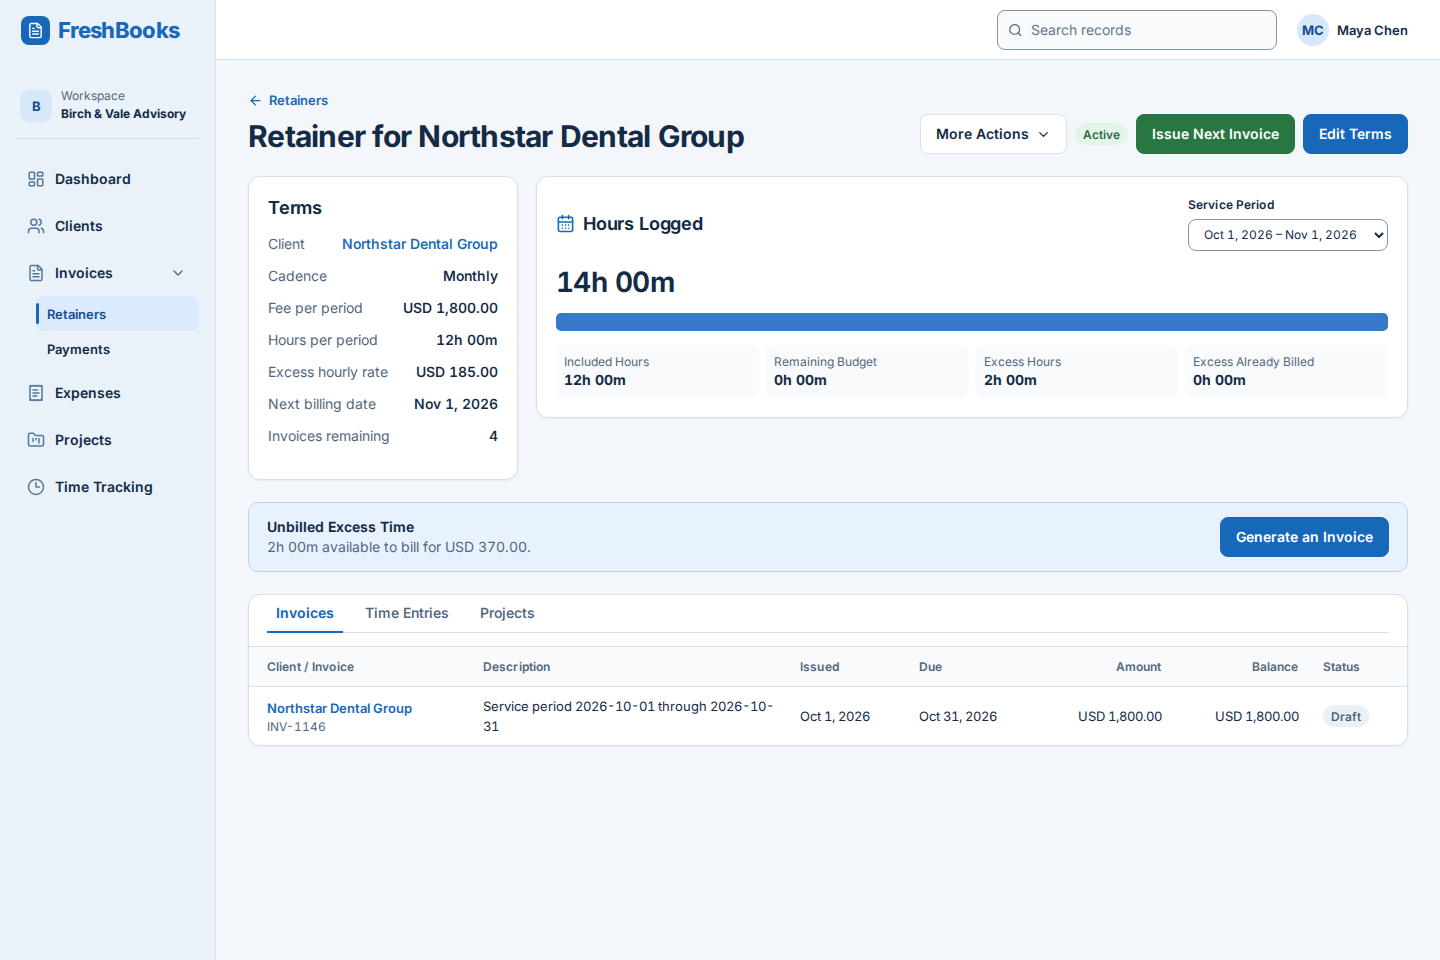 FreshBooks
Search records
MC
Maya Chen
B
Workspace
Birch & Vale Advisory
Dashboard
Clients
Invoices
Retainers
Payments
Expenses
Projects
Time Tracking
Retainers
Retainer for Northstar Dental Group
More Actions
Active
Issue Next Invoice
Edit Terms
Terms
Client Northstar Dental Group
Cadence Monthly
Fee per period USD 1,800.00
Hours per period 12h 00m
Excess hourly rate USD 185.00
Next billing date Nov 1, 2026
Invoices remaining 4
Hours Logged
Service Period
Oct 1, 2026 – Nov 1, 2026
14h 00m
Included Hours
12h 00m
Remaining Budget
0h 00m
Excess Hours
2h 00m
Excess Already Billed
0h 00m
Unbilled Excess Time
2h 00m available to bill for USD 370.00.
Generate an Invoice
Invoices Time Entries Projects
Client / Invoice Description Issued Due Amount Balance Status
Northstar Dental Group
INV-1146
Service period 2026-10-01 through 2026-10-
31
Oct 1, 2026
Oct 31, 2026
USD 1,800.00
USD 1,800.00
Draft